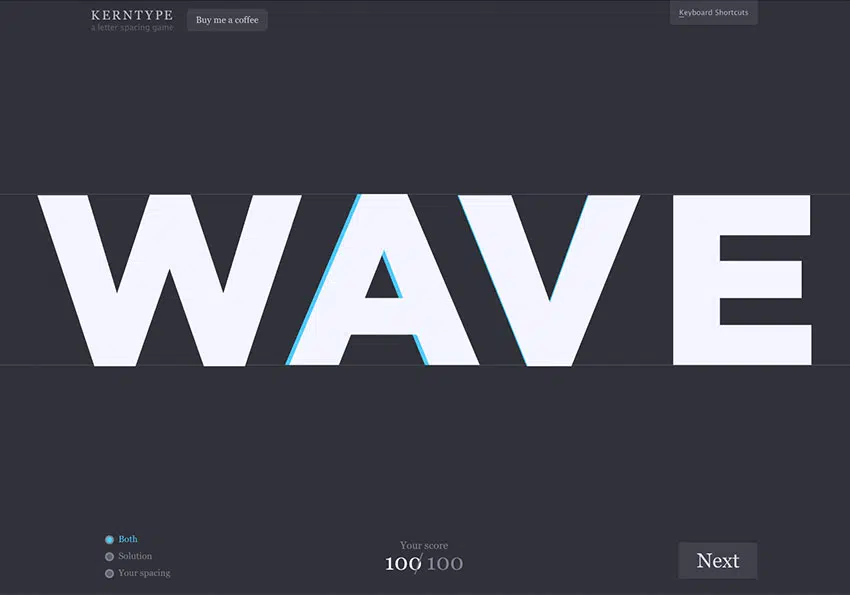 KERNTYPE
a letter spacing game
Buy me a coffee
Keyboard Shortcuts
WAVE
Both
Solution
Your spacing
Your score
100/100
Next